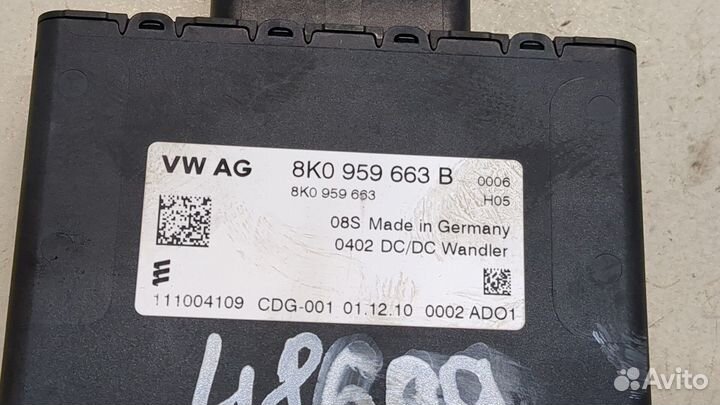 VW AG 8K0 959 663 B 0006
8K0 959 663 H05
08S Made in Germany
0402 DC/DC Wandler
111004109 CDG-001 01.12.10 0002 ADO1
Avito